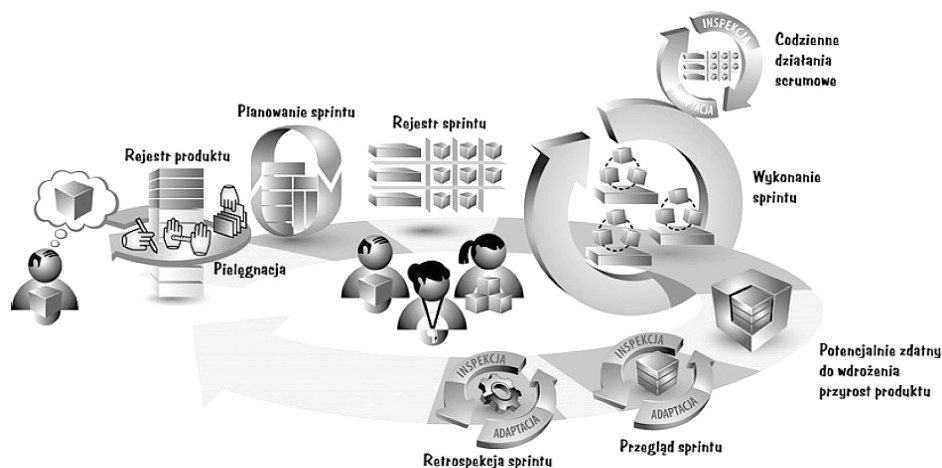 INSPEKCJA
ADAPTACJA
Codzienne
działania
scrumowe
Planowanie sprintu
Rejestr sprintu
Rejestr produktu
Wykonanie
sprintu
Pielęgnacja
Potencjalnie zdatny
do wdrożenia
przyrost produktu
INSPEKCJA
ADAPTACJA
Przegląd sprintu
INSPEKCJA
ADAPTACJA
Retrospekcja sprintu